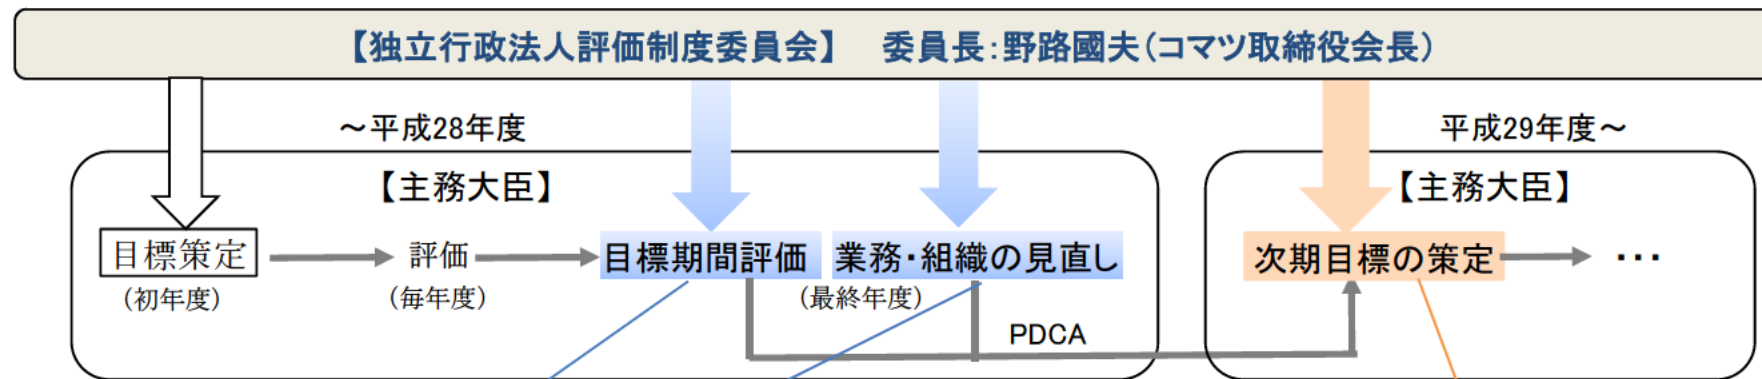 【独立行政法人評価制度委員会】　委員長：野路國夫（コマツ取締役会長）
～平成28年度
平成29年度～
【主務大臣】
【主務大臣】
目標策定
評価
目標期間評価
業務・組織の見直し
次期目標の策定
・・・
（初年度）
（毎年度）
（最終年度）
PDCA